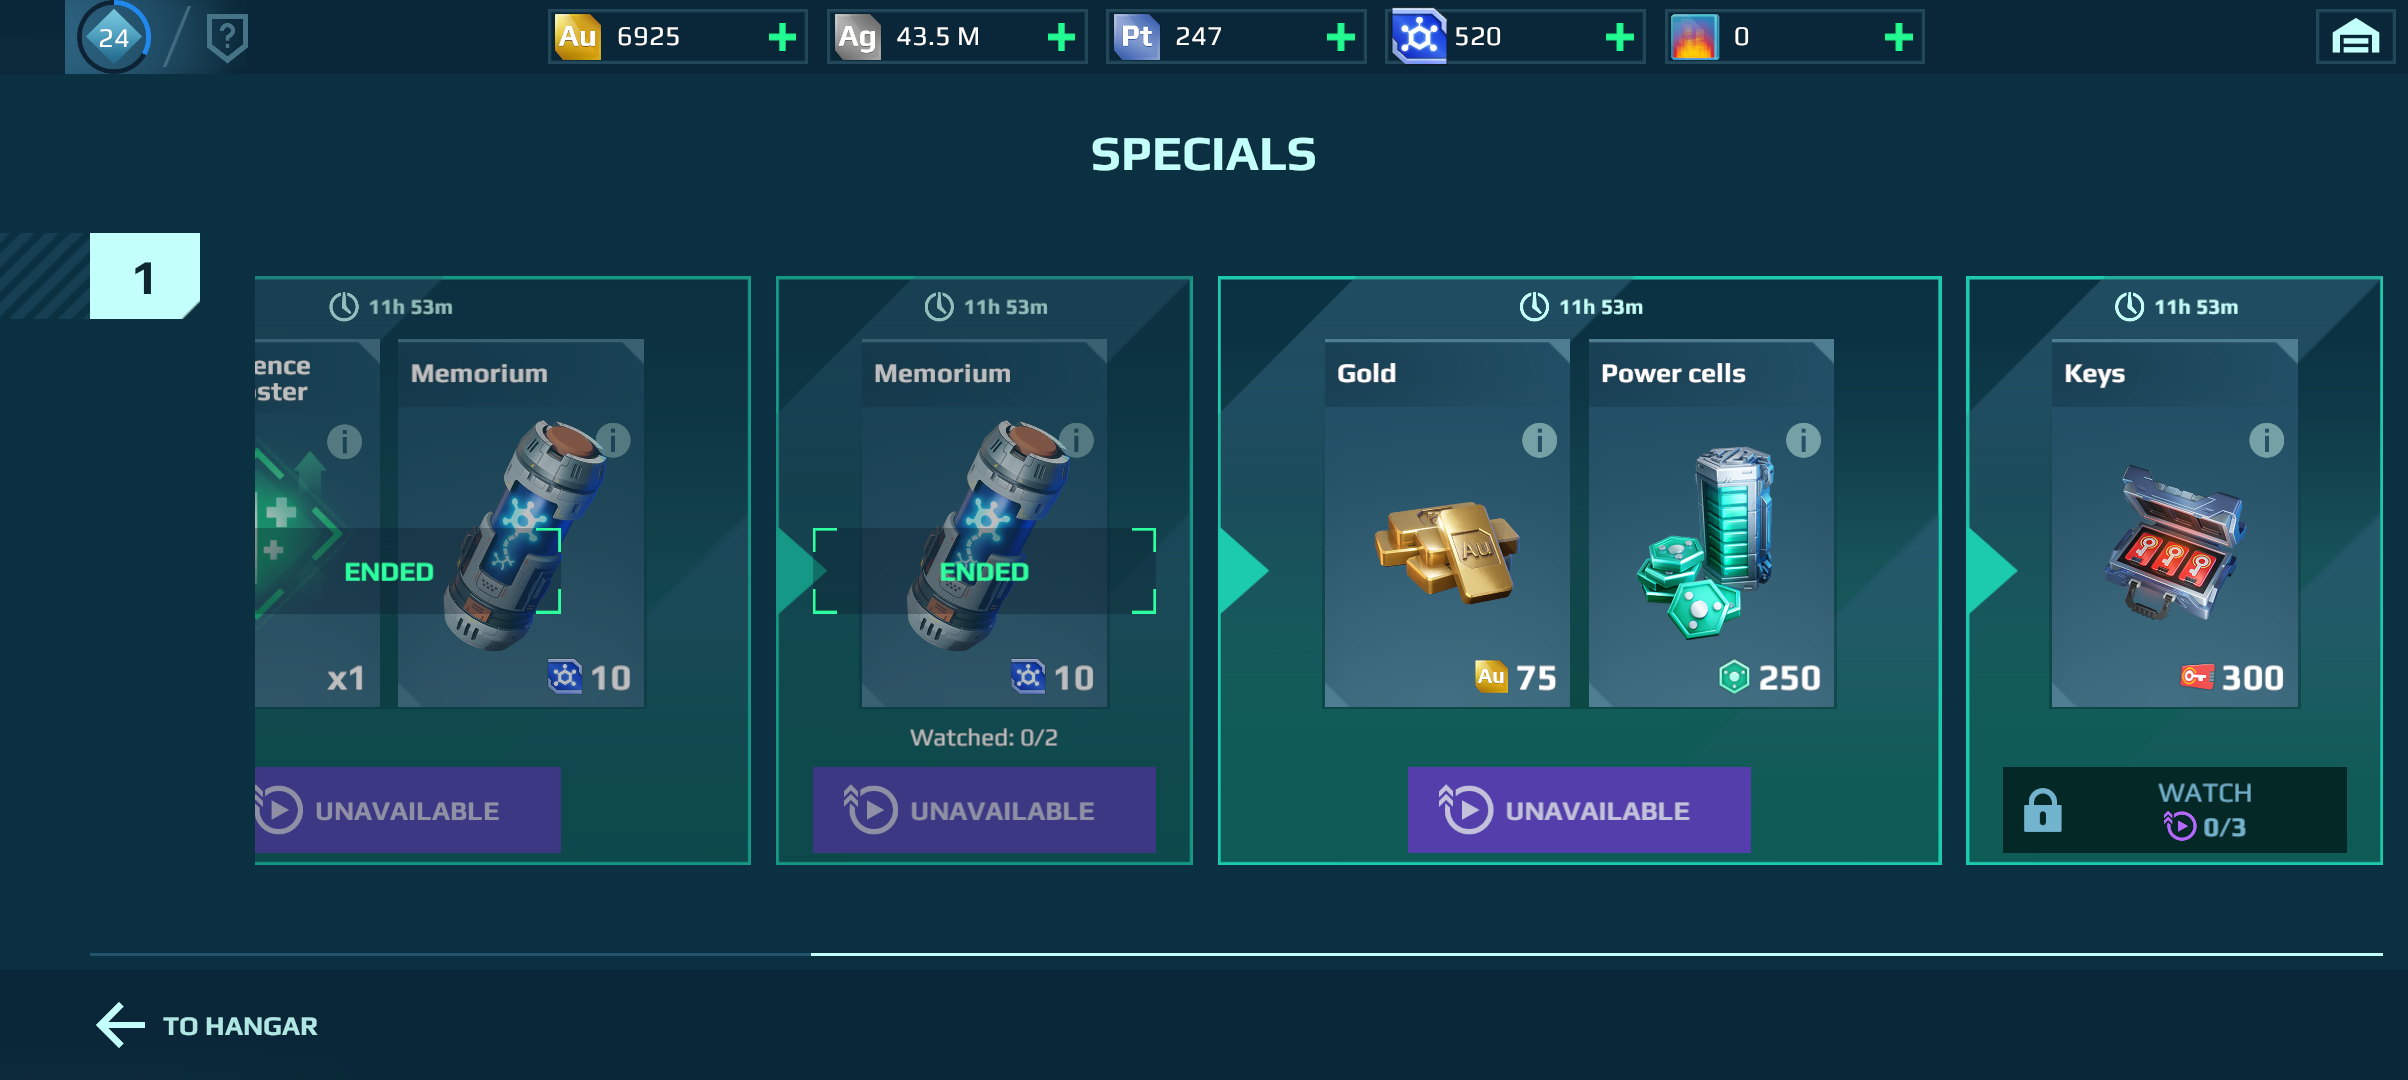 24
?
Au 6925
Ag 43.5 M
Pt 247
520
0
SPECIALS
1
11h 53m
ence
ster
Memorium
ENDED
x1
10
UNAVAILABLE
11h 53m
Memorium
ENDED
10
Watched: 0/2
UNAVAILABLE
11h 53m
Gold
Au
Au 75
Power cells
250
UNAVAILABLE
11h 53m
Keys
300
WATCH
0/3
TO HANGAR